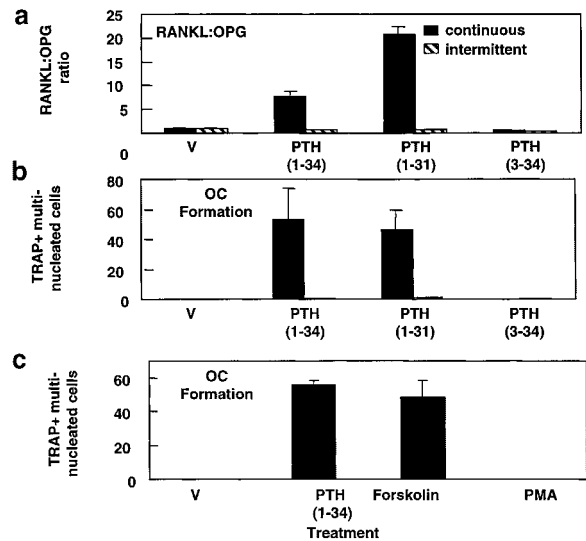 a
RANKL:OPG ratio
25
20
15
10
5
0
RANKL:OPG
continuous
intermittent
V
PTH (1-34)
PTH (1-31)
PTH (3-34)
b
TRAP+ multi-nucleated cells
80
60
40
20
0
OC Formation
V
PTH (1-34)
PTH (1-31)
PTH (3-34)
c
TRAP+ multi-nucleated cells
60
40
20
0
OC Formation
V
PTH (1-34)
Forskolin
PMA
Treatment